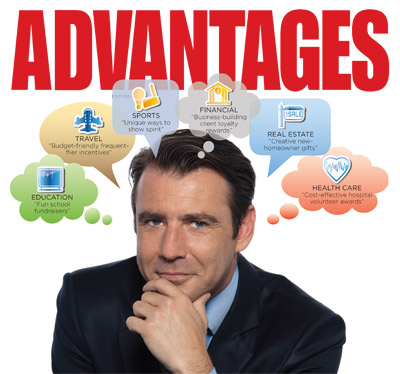 ADVANTAGES
SPORTS
"Unique ways to
show spirit"
FINANCIAL
"Business-building
client loyalty
rewards"
TRAVEL
"Budget-friendly frequent-
flier incentives"
SALE
REAL ESTATE
"Creative new-
homeowner gifts"
EDUCATION
"Fun school
fundraisers"
HEALTH CARE
"Cost-effective hospital
volunteer awards"